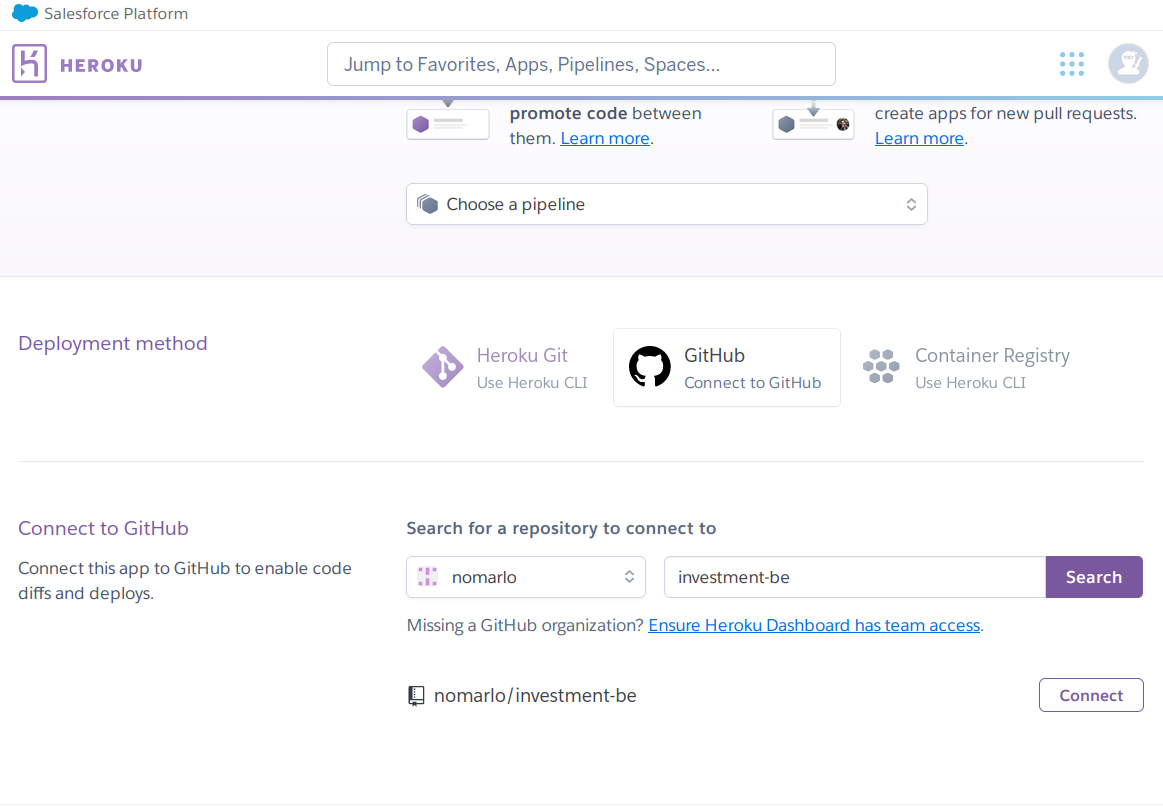 Salesforce Platform
HEROKU
Jump to Favorites, Apps, Pipelines, Spaces...
promote code between
them. Learn more.
create apps for new pull requests.
Learn more.
Choose a pipeline
Deployment method
Heroku Git
Use Heroku CLI
GitHub
Connect to GitHub
Container Registry
Use Heroku CLI
Connect to GitHub
Connect this app to GitHub to enable code
diffs and deploys.
Search for a repository to connect to
nomarlo
investment-be
Search
Missing a GitHub organization? Ensure Heroku Dashboard has team access.
nomarlo/investment-be
Connect